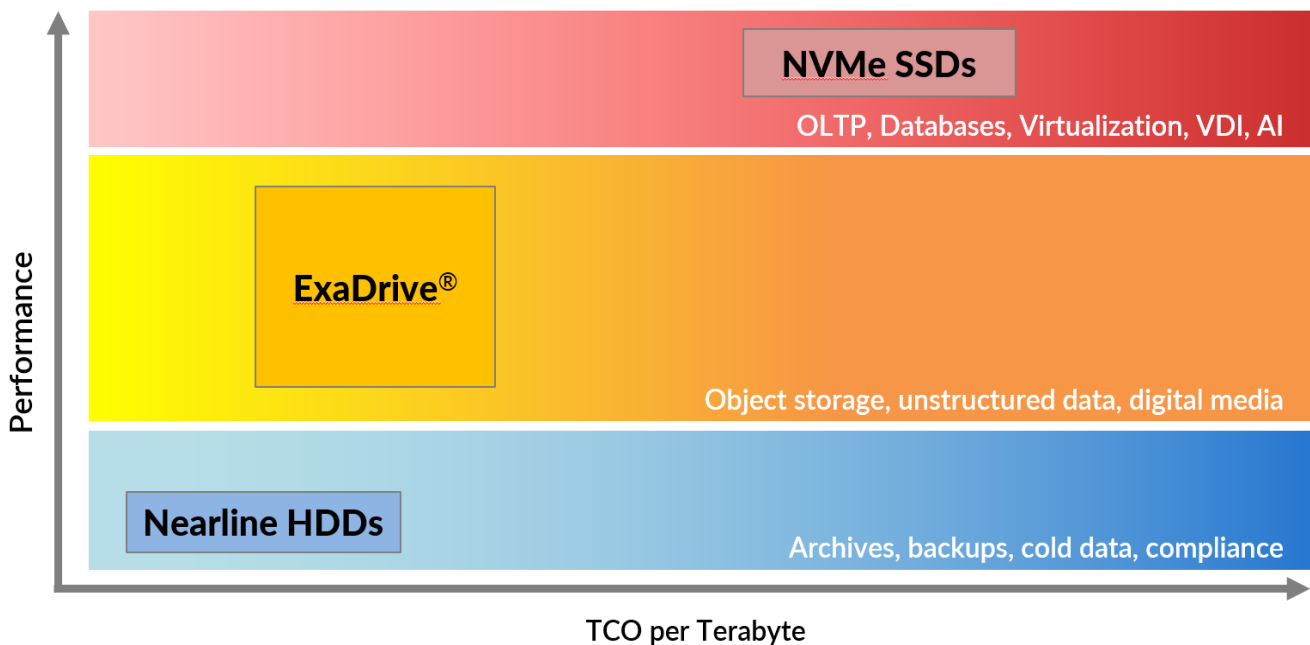 NVMe SSDs
OLTP, Databases, Virtualization, VDI, AI
ExaDrive®
Object storage, unstructured data, digital media
Performance
Nearline HDDs
Archives, backups, cold data, compliance
TCO per Terabyte